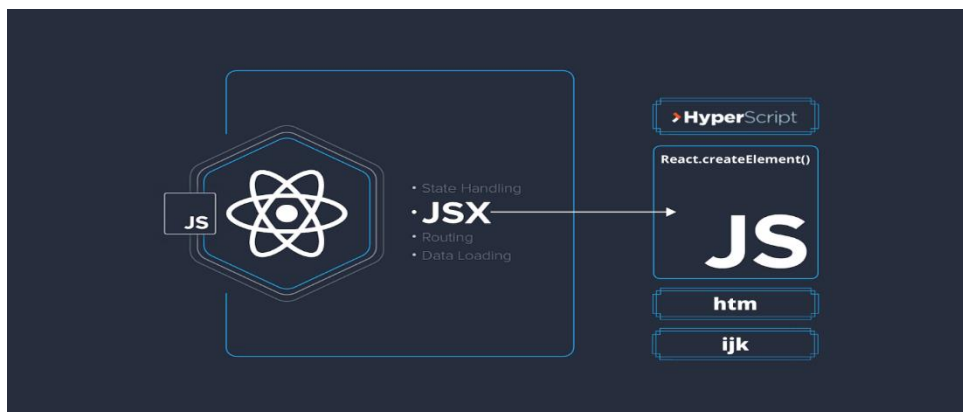 JS
• State Handling
• JSX
• Routing
• Data Loading
HyperScript
React.createElement()
JS
htm
ijk